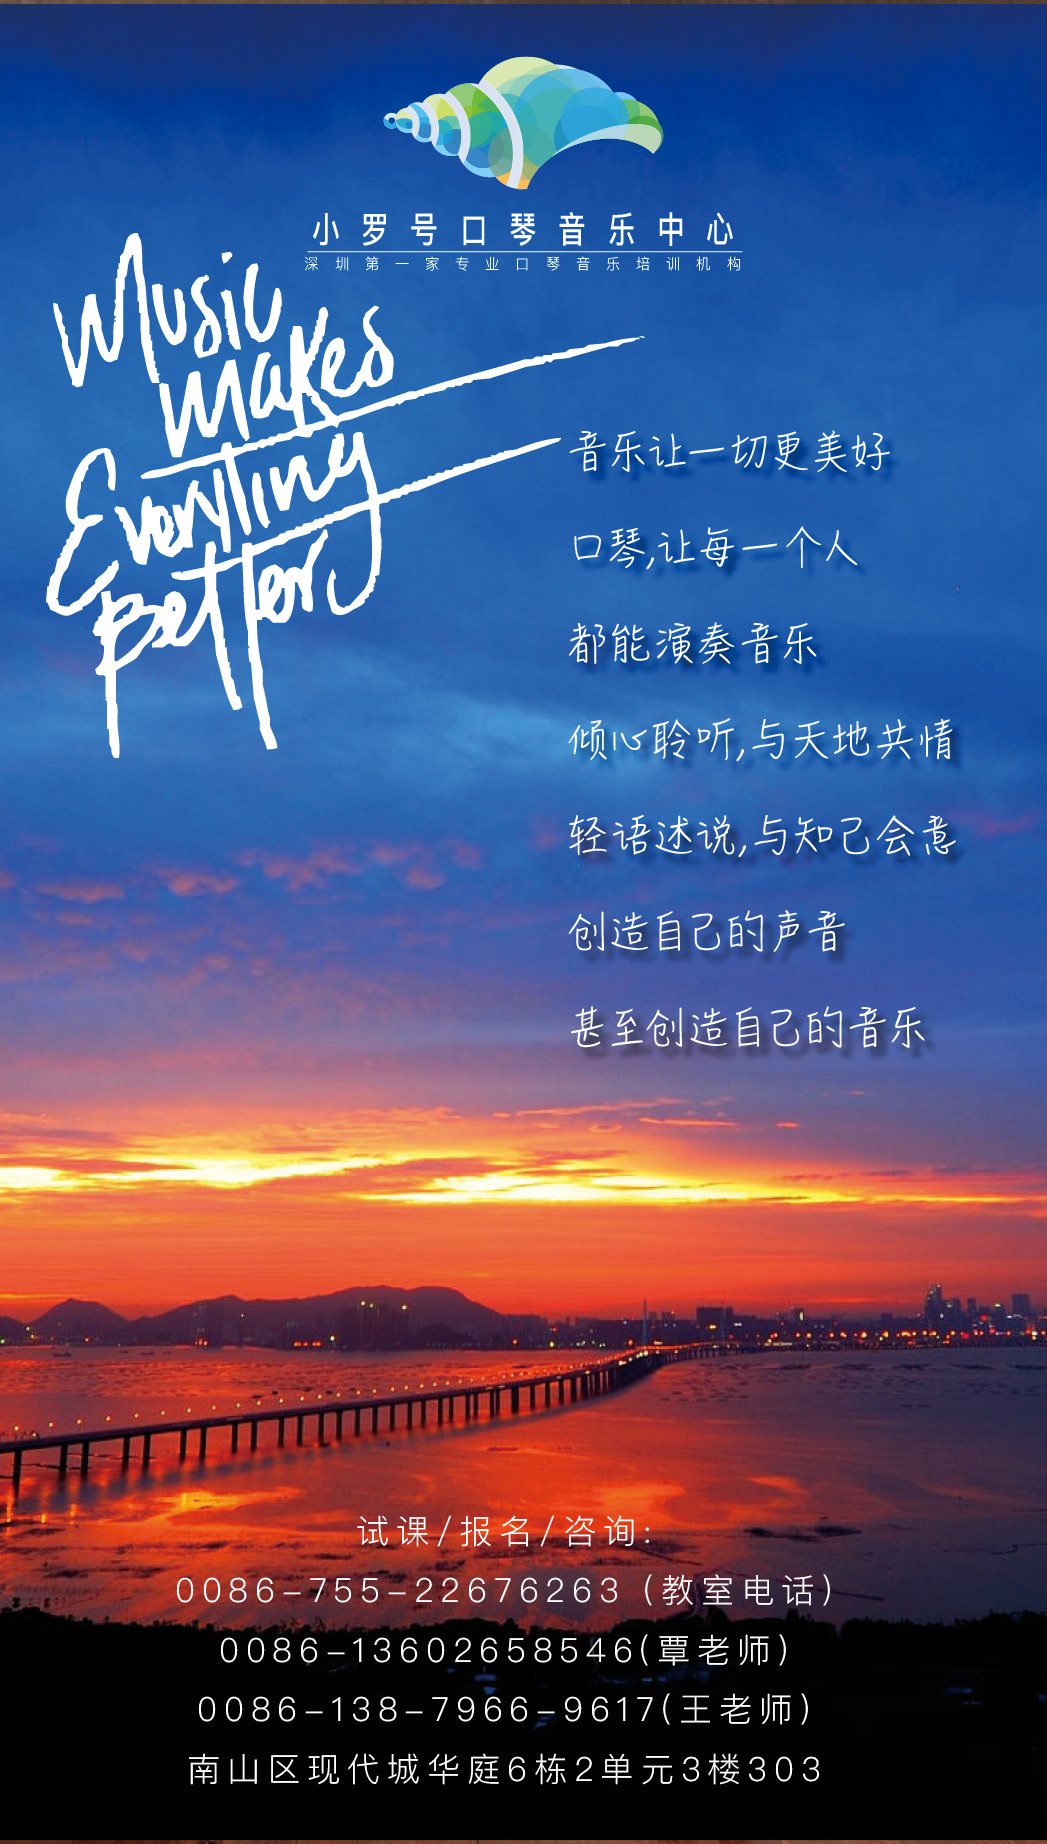 小罗号口琴音乐中心
深圳第一家专业口琴音乐培训机构
Music
Makes
Everyting
Better
音乐让一切更美好
口琴,让每一个人
都能演奏音乐
倾心聆听,与天地共情
轻语述说,与知己会意
创造自己的声音
甚至创造自己的音乐
试课/报名/咨询:
0086-755-22676263 (教室电话)
0086-13602658546(覃老师)
0086-138-7966-9617(王老师)
南山区现代城华庭6栋2单元3楼303